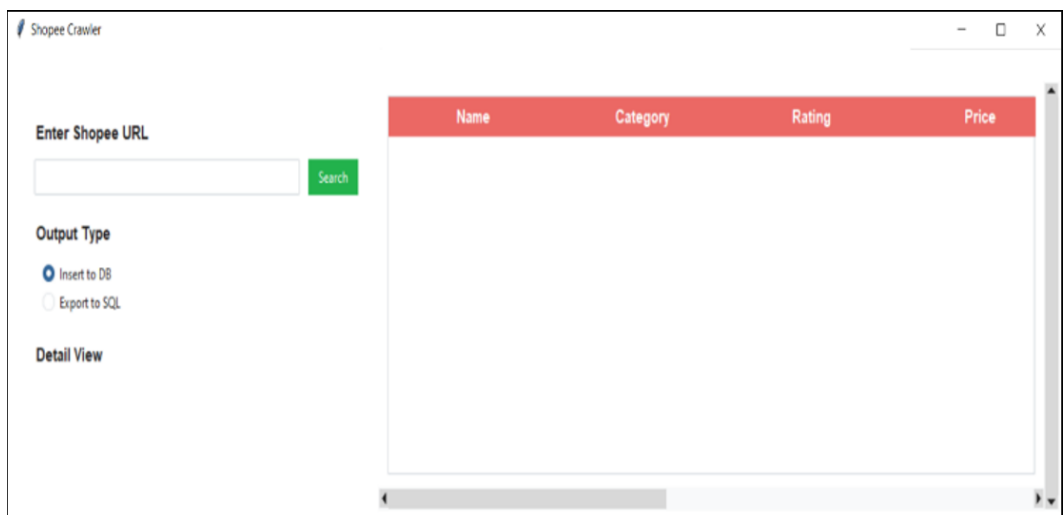 Shopee Crawler
Enter Shopee URL
Search
Output Type
Insert to DB
Export to SQL
Detail View
Name Category Rating Price